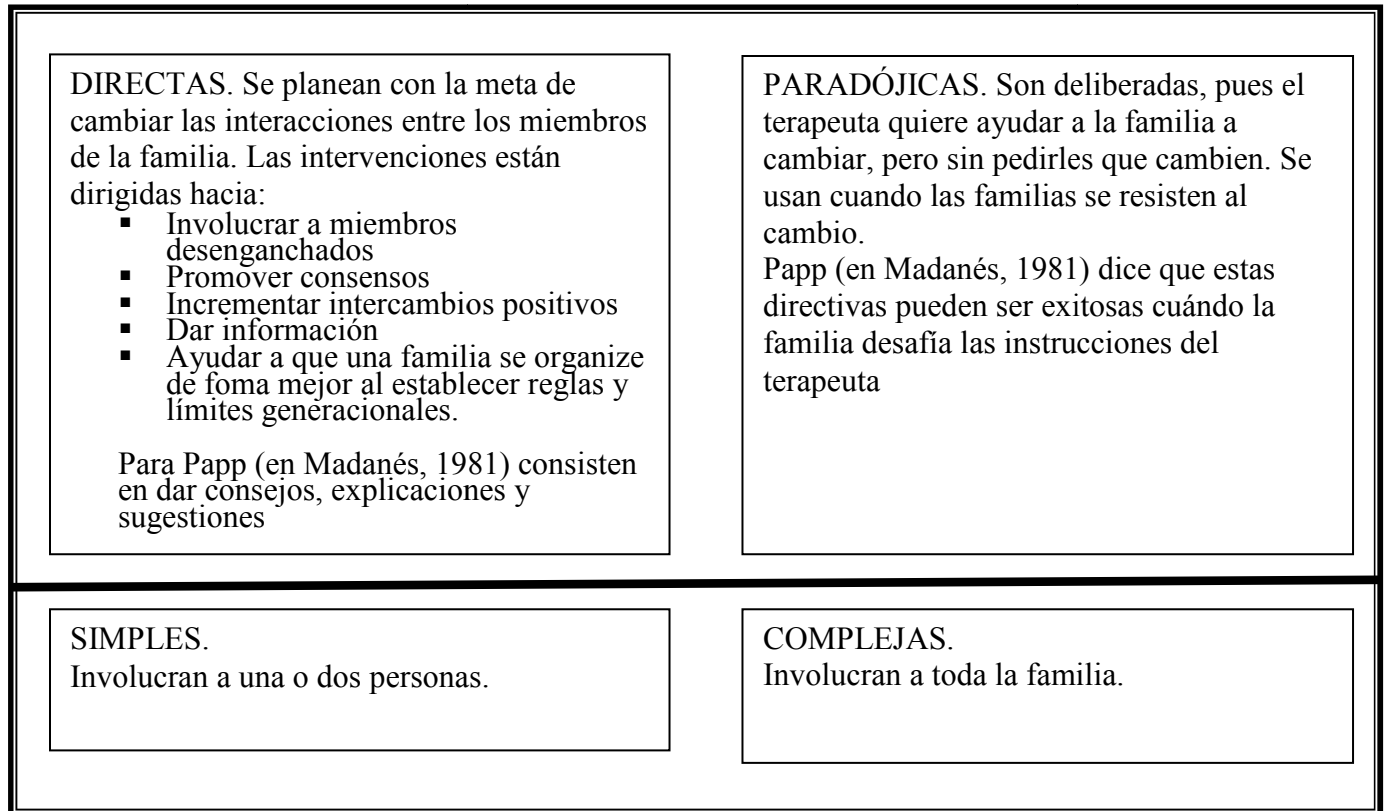 DIRECTAS. Se planean con la meta de
cambiar las interacciones entre los miembros
de la familia. Las intervenciones están
dirigidas hacia:
▪ Involucrar a miembros
desenganchados
▪ Promover consensos
▪ Incrementar intercambios positivos
▪ Dar información
▪ Ayudar a que una familia se organize
de foma mejor al establecer reglas y
límites generacionales.
Para Papp (en Madanés, 1981) consisten
en dar consejos, explicaciones y
sugestiones
PARADÓJICAS. Son deliberadas, pues el
terapeuta quiere ayudar a la familia a
cambiar, pero sin pedirles que cambien. Se
usan cuando las familias se resisten al
cambio.
Papp (en Madanés, 1981) dice que estas
directivas pueden ser exitosas cuándo la
familia desafía las instrucciones del
terapeuta
SIMPLES.
Involucran a una o dos personas.
COMPLEJAS.
Involucran a toda la familia.